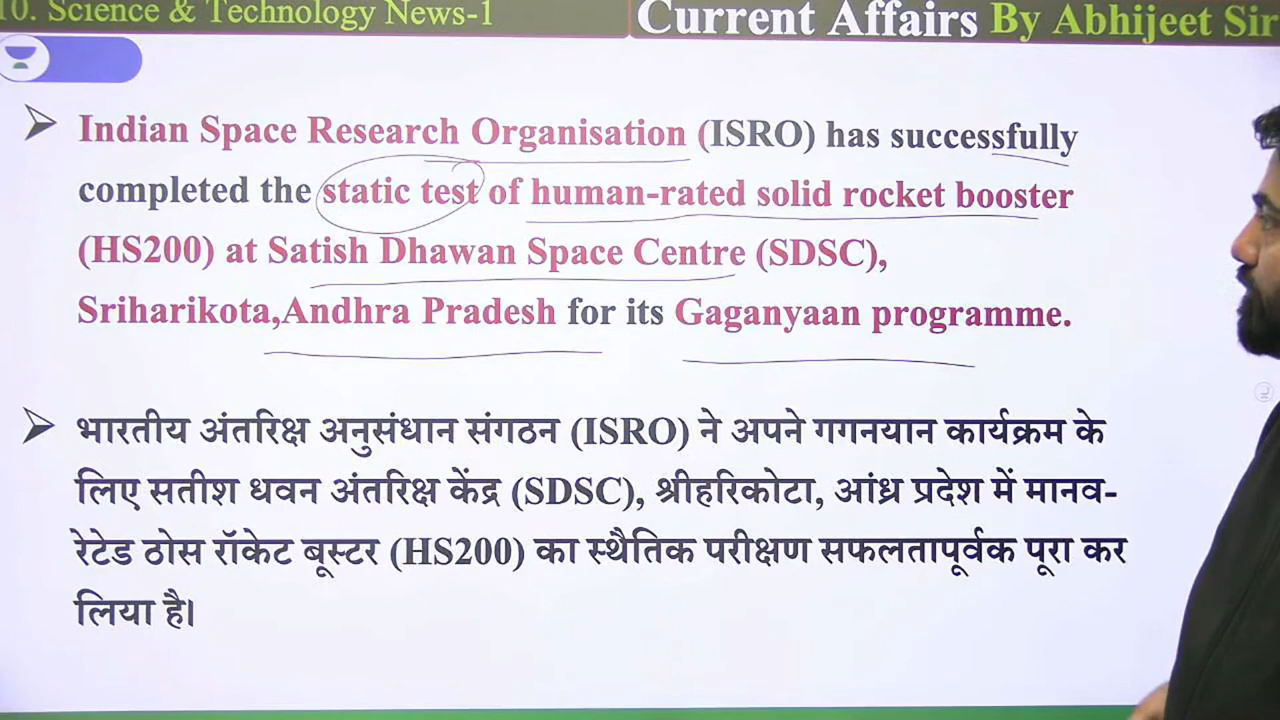 10. Science & Technology News-1
Current Affairs By Abhijeet Sir
Indian Space Research Organisation (ISRO) has successfully
completed the static test of human-rated solid rocket booster
(HS200) at Satish Dhawan Space Centre (SDSC),
Sriharikota,Andhra Pradesh for its Gaganyaan programme.
भारतीय अंतरिक्ष अनुसंधान संगठन (ISRO) ने अपने गगनयान कार्यक्रम के
लिए सतीश धवन अंतरिक्ष केंद्र (SDSC), श्रीहरिकोटा, आंध्र प्रदेश में मानव-
रेटेड ठोस रॉकेट बूस्टर (HS200) का स्थैतिक परीक्षण सफलतापूर्वक पूरा कर
लिया है।